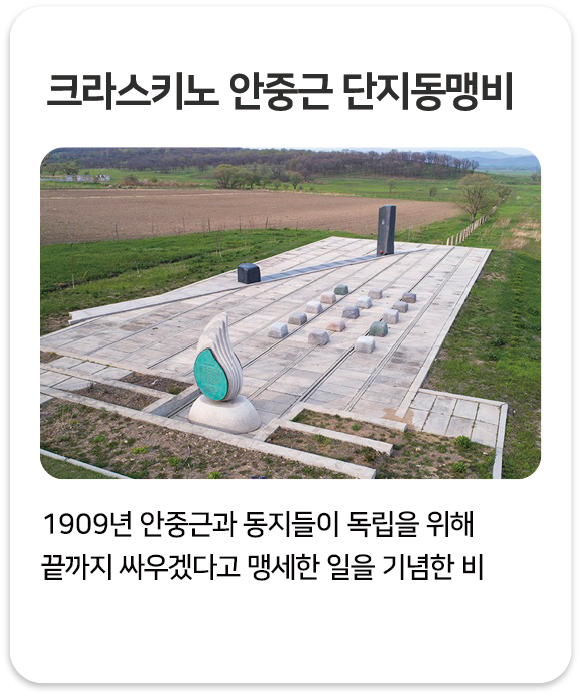 크라스키노 안중근 단지동맹비
1909년 안중근과 동지들이 독립을 위해
끝까지 싸우겠다고 맹세한 일을 기념한 비